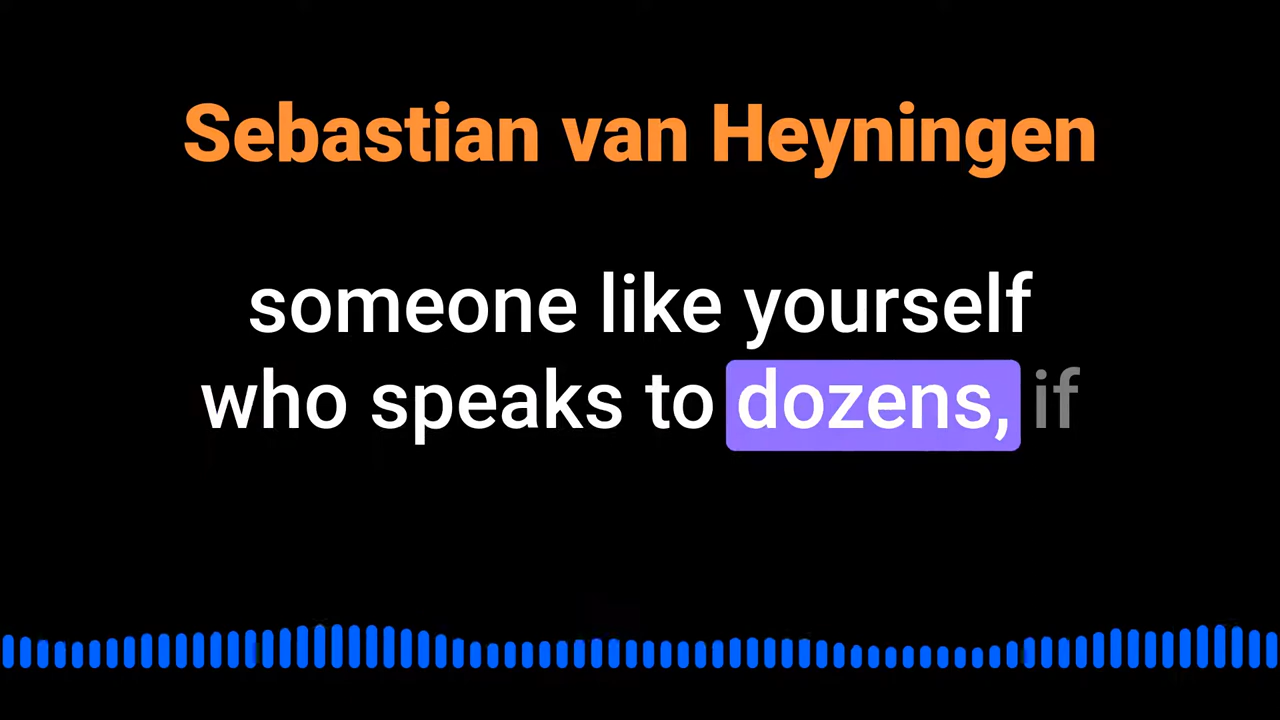 Sebastian van Heyningen
someone like yourself
who speaks to dozens, if